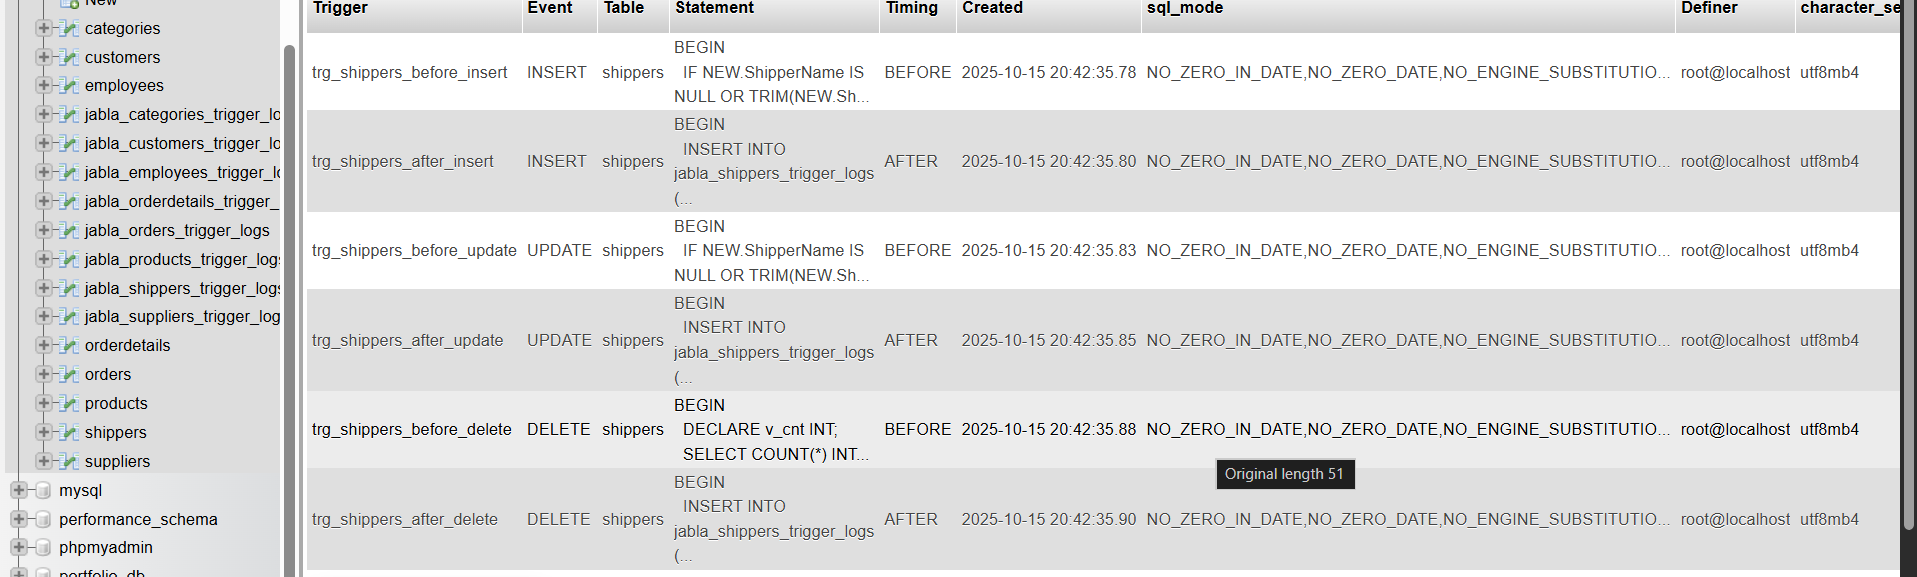 New
categories
customers
employees
jabla_categories_trigger_lo
jabla_customers_trigger_lo
jabla_employees_trigger_l
jabla_orderdetails_trigger_
jabla_orders_trigger_logs
jabla_products_trigger_logs
jabla_shippers_trigger_logs
jabla_suppliers_trigger_log
orderdetails
orders
products
shippers
suppliers
mysql
performance_schema
phpmyadmin
portfolio_db
Trigger Event Table Statement Timing Created sql_mode Definer character_se
trg_shippers_before_insert INSERT shippers BEGIN
IF NEW.ShipperName IS
NULL OR TRIM(NEW.Sh... BEFORE 2025-10-15 20:42:35.78 NO_ZERO_IN_DATE,NO_ZERO_DATE,NO_ENGINE_SUBSTITUTIO... root@localhost utf8mb4
trg_shippers_after_insert INSERT shippers BEGIN
INSERT INTO
jabla_shippers_trigger_logs
(... AFTER 2025-10-15 20:42:35.80 NO_ZERO_IN_DATE,NO_ZERO_DATE,NO_ENGINE_SUBSTITUTIO... root@localhost utf8mb4
trg_shippers_before_update UPDATE shippers BEGIN
IF NEW.ShipperName IS
NULL OR TRIM(NEW.Sh... BEFORE 2025-10-15 20:42:35.83 NO_ZERO_IN_DATE,NO_ZERO_DATE,NO_ENGINE_SUBSTITUTIO... root@localhost utf8mb4
trg_shippers_after_update UPDATE shippers BEGIN
INSERT INTO
jabla_shippers_trigger_logs
(... AFTER 2025-10-15 20:42:35.85 NO_ZERO_IN_DATE,NO_ZERO_DATE,NO_ENGINE_SUBSTITUTIO... root@localhost utf8mb4
trg_shippers_before_delete DELETE shippers BEGIN
DECLARE v_cnt INT;
SELECT COUNT(*) INT... BEFORE 2025-10-15 20:42:35.88 NO_ZERO_IN_DATE,NO_ZERO_DATE,NO_ENGINE_SUBSTITUTIO... root@localhost utf8mb4
Original length 51
trg_shippers_after_delete DELETE shippers BEGIN
INSERT INTO
jabla_shippers_trigger_logs
(... AFTER 2025-10-15 20:42:35.90 NO_ZERO_IN_DATE,NO_ZERO_DATE,NO_ENGINE_SUBSTITUTIO... root@localhost utf8mb4